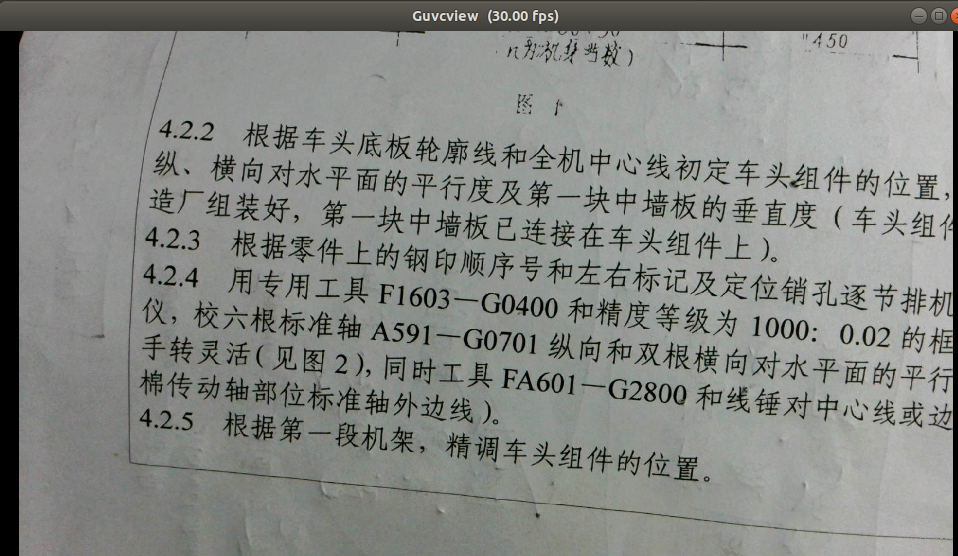 Guvcview (30.00 fps)
450
图 1
4.2.2 根据车头底板轮廓线和全机中心线初定车头组件的位置,
纵、横向对水平面的平行度及第一块中墙板的垂直度（车头组件
造厂组装好，第一块中墙板已连接在车头组件上）。
4.2.3 根据零件上的钢印顺序号和左右标记及定位销孔逐节排机
4.2.4 用专用工具 F1603—G0400 和精度等级为 1000：0.02 的框
仪，校六根标准轴 A591—G0701 纵向和双根横向对水平面的平行
手转灵活（见图 2），同时工具 FA601—G2800 和线锤对中心线或边
棉传动轴部位标准轴外边线）。
4.2.5 根据第一段机架，精调车头组件的位置。